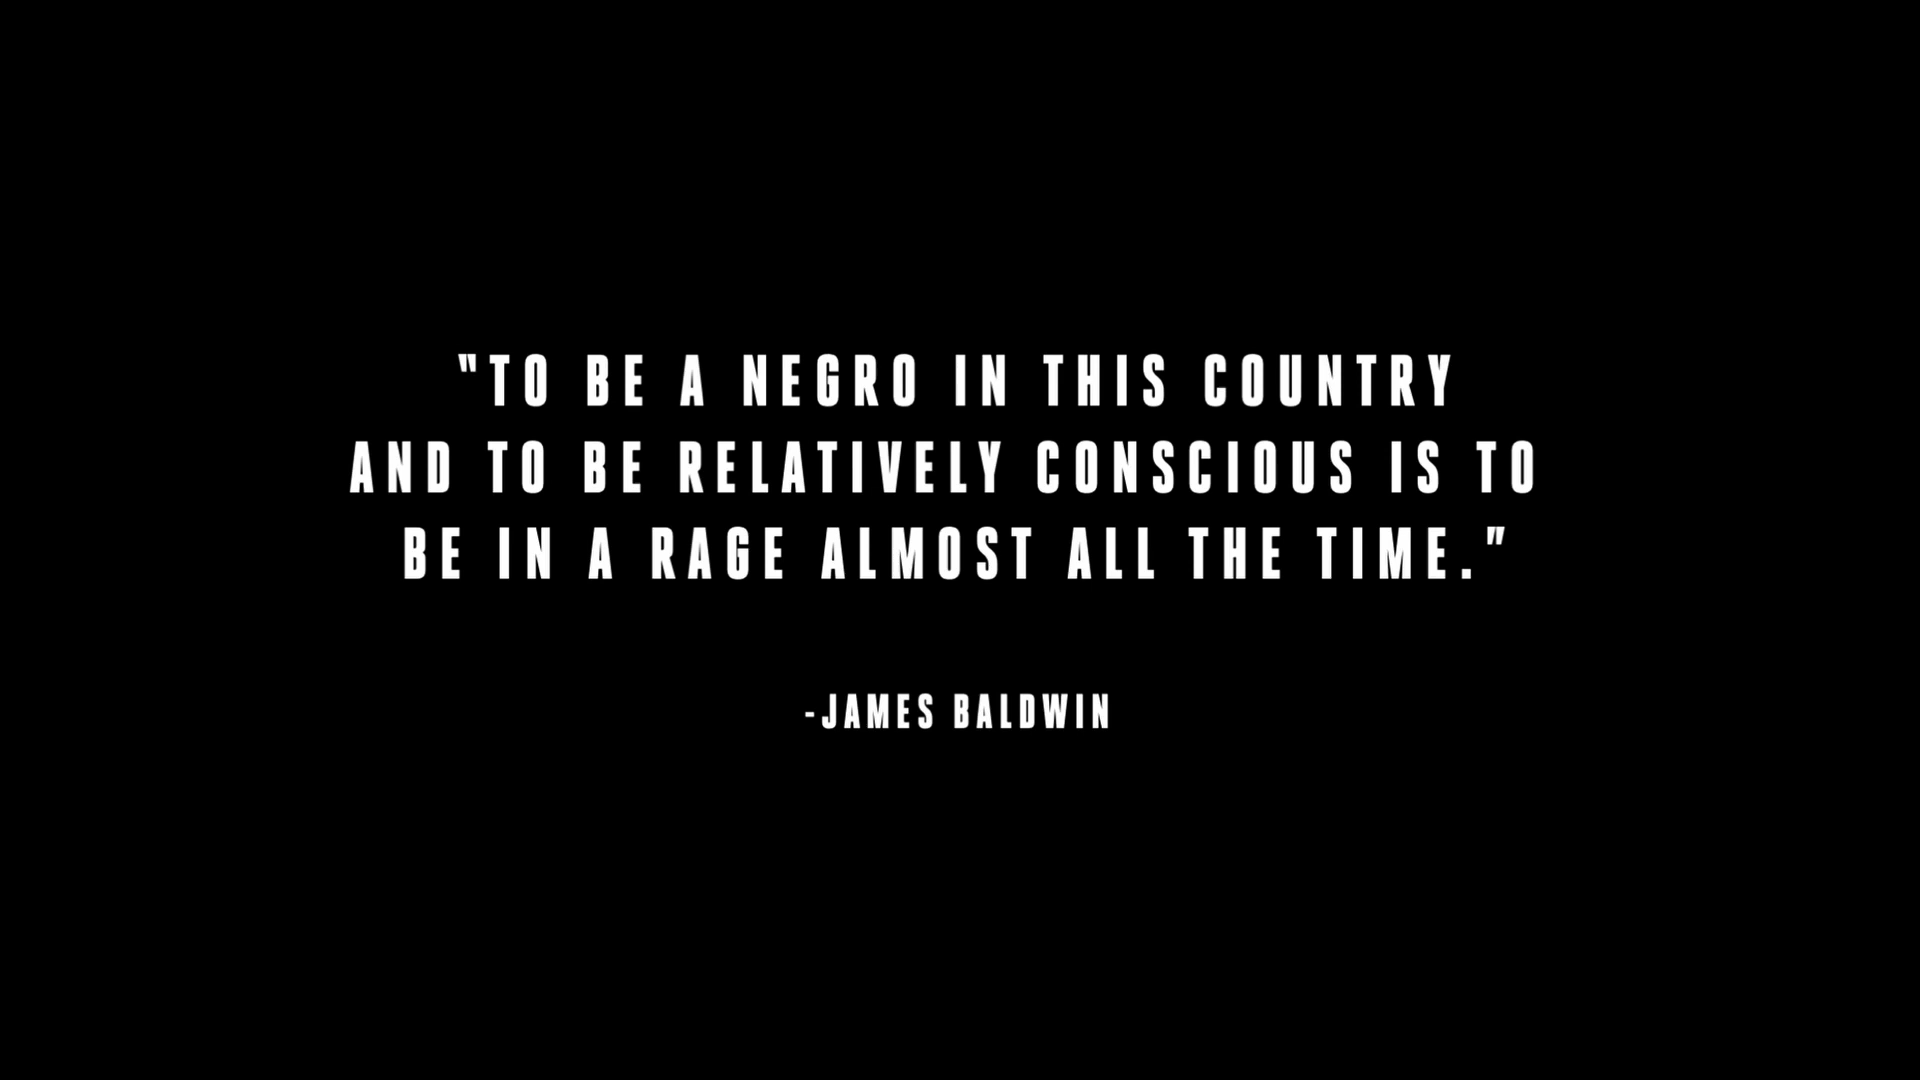 "TO BE A NEGRO IN THIS COUNTRY
AND TO BE RELATIVELY CONSCIOUS IS TO
BE IN A RAGE ALMOST ALL THE TIME."
-JAMES BALDWIN